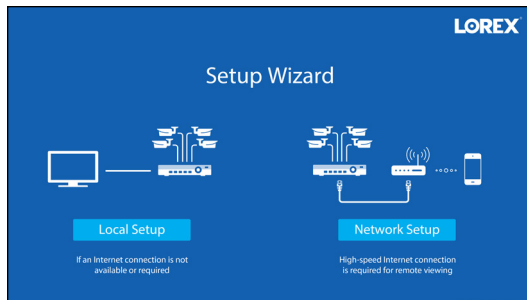 LOREX
Setup Wizard
Local Setup
If an Internet connection is not
available or required
Network Setup
High-speed Internet connection
is required for remote viewing